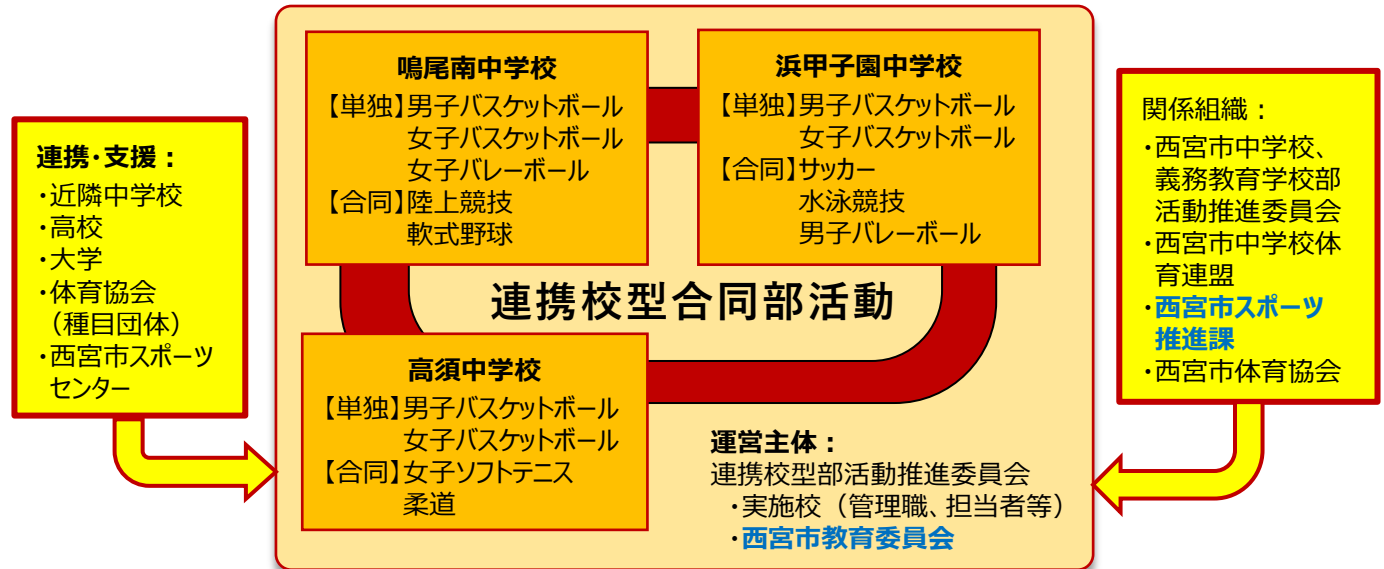 連携・支援：
・近隣中学校
・高校
・大学
・体育協会
（種目団体）
・西宮市スポーツ
センター
鳴尾南中学校
【単独】男子バスケットボール
女子バスケットボール
女子バレーボール
【合同】陸上競技
軟式野球
浜甲子園中学校
【単独】男子バスケットボール
女子バスケットボール
【合同】サッカー
水泳競技
男子バレーボール
連携校型合同部活動
高須中学校
【単独】男子バスケットボール
女子バスケットボール
【合同】女子ソフトテニス
柔道
運営主体：
連携校型部活動推進委員会
・実施校（管理職、担当者等）
・西宮市教育委員会
関係組織：
・西宮市中学校、
義務教育学校部
活動推進委員会
・西宮市中学校体
育連盟
・西宮市スポーツ
推進課
・西宮市体育協会